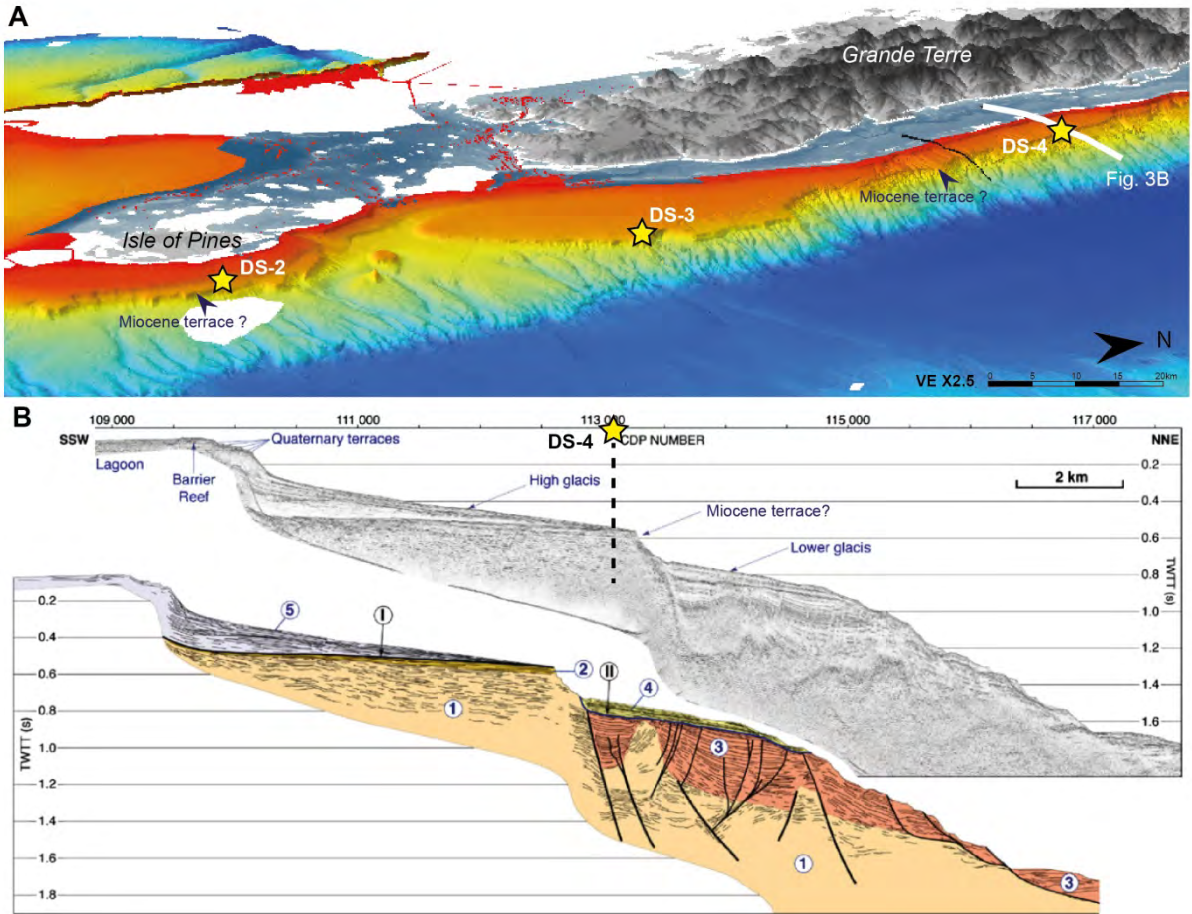 A
Grande Terre
DS-4
Fig. 3B
Miocene terrace ?
DS-3
Isle of Pines
DS-2
Miocene terrace ?
N
VE X2.5
0 5 10 15 20km
B
109 000 111 000 113 000 115 000 117 000
SSW DS-4 CDP NUMBER NNE
Quaternary terraces
Lagoon
Barrier
Reef
High glacis
2 km
Miocene terrace?
Lower glacis
0.2
0.4
0.6
0.8
1.0
1.2
1.4
1.6
TWTT (s)
0.2
0.4
0.6
0.8
1.0
1.2
1.4
1.6
1.8
TWTT (s)
5
I
2
II
4
1
3
1
3